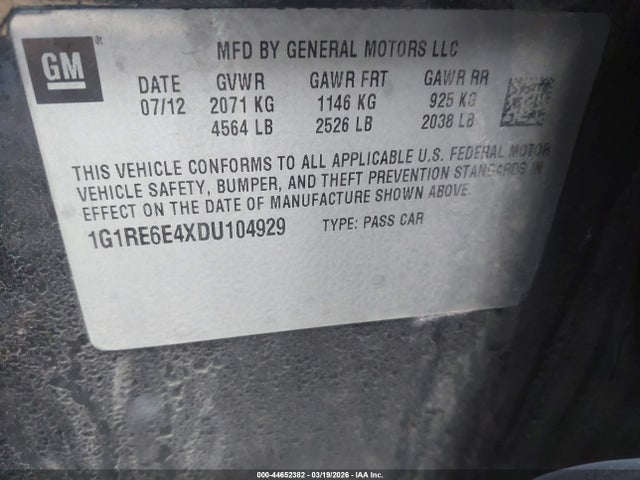 GM ®
MFD BY GENERAL MOTORS LLC
DATE GVWR GAWR FRT GAWR RR
07/12 2071 KG 1146 KG 925 KG
4564 LB 2526 LB 2038 LB
THIS VEHICLE CONFORMS TO ALL APPLICABLE U.S. FEDERAL MOTOR
VEHICLE SAFETY, BUMPER, AND THEFT PREVENTION STANDARDS IN
EFFECT ON THE DATE OF MANUFACTURE SHOWN ABOVE.
1G1RE6E4XDU104929 TYPE: PASS CAR
000-44652382 - 03/19/2026 - IAA Inc.